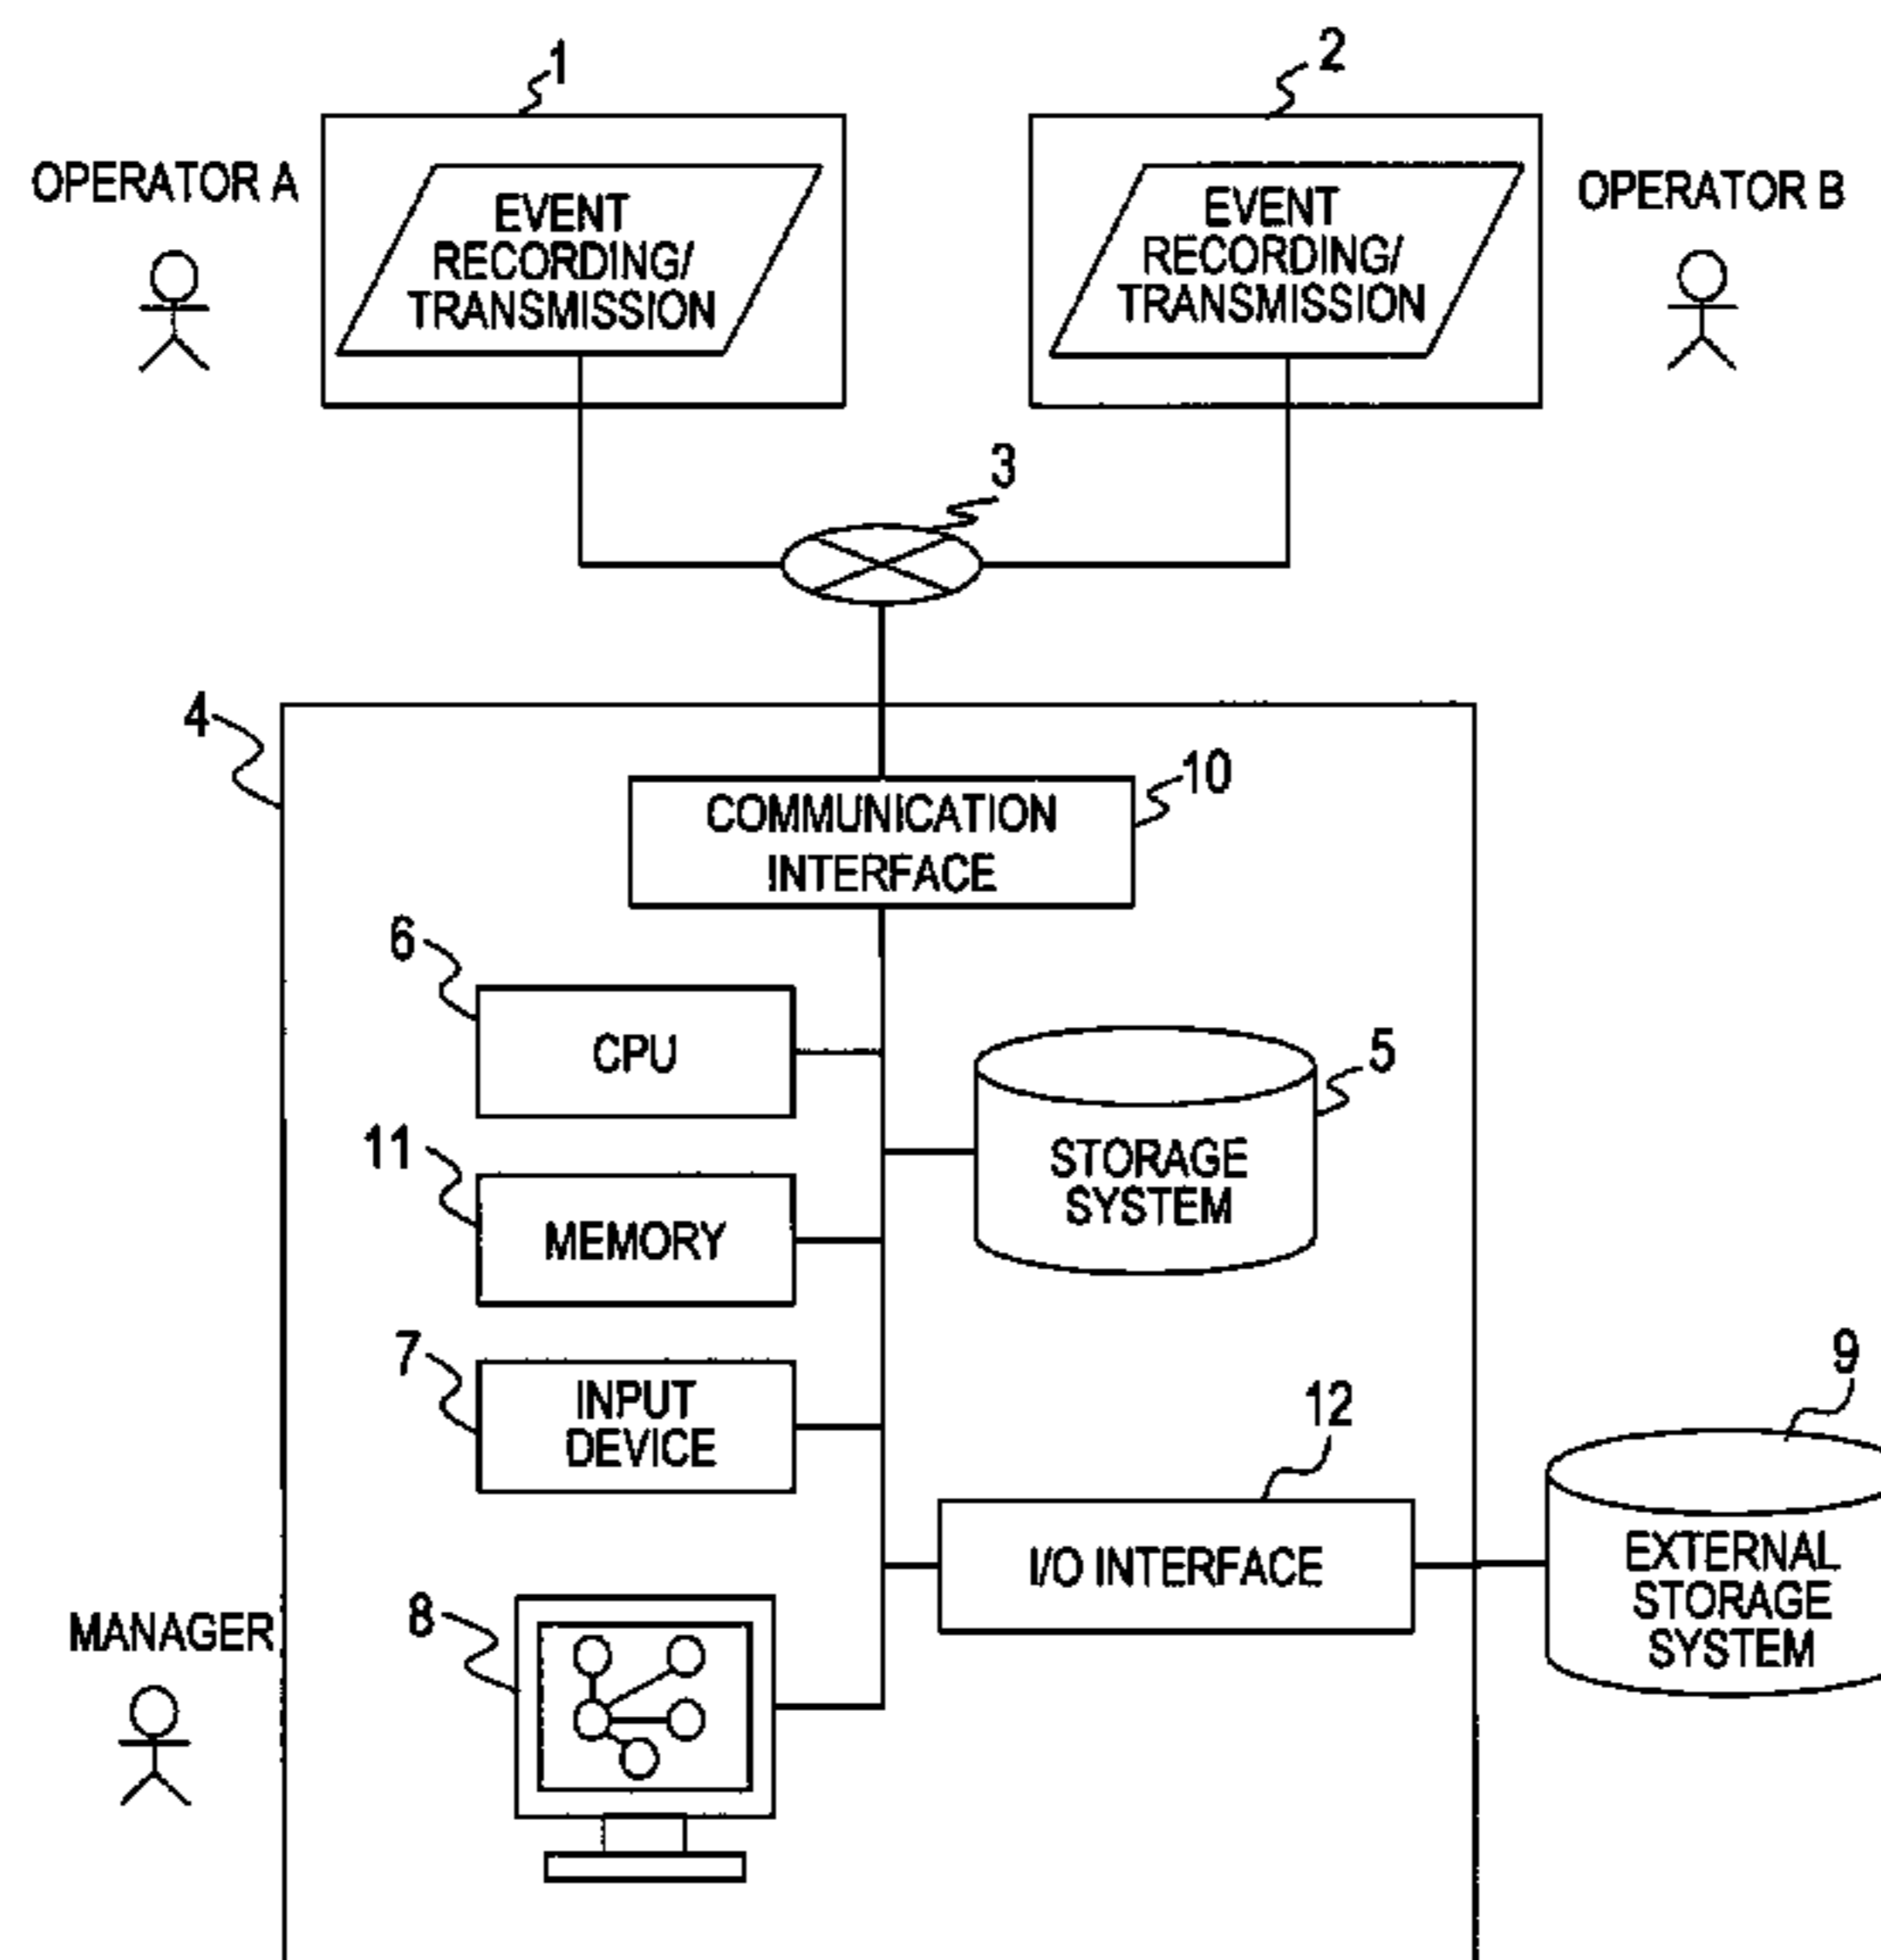 1
2
OPERATOR A
EVENT
RECORDING/
TRANSMISSION
EVENT
RECORDING/
TRANSMISSION
OPERATOR B
3
4
10
COMMUNICATION
INTERFACE
6
CPU
5
STORAGE
SYSTEM
11
MEMORY
7
INPUT
DEVICE
12
I/O INTERFACE
9
EXTERNAL
STORAGE
SYSTEM
MANAGER
8